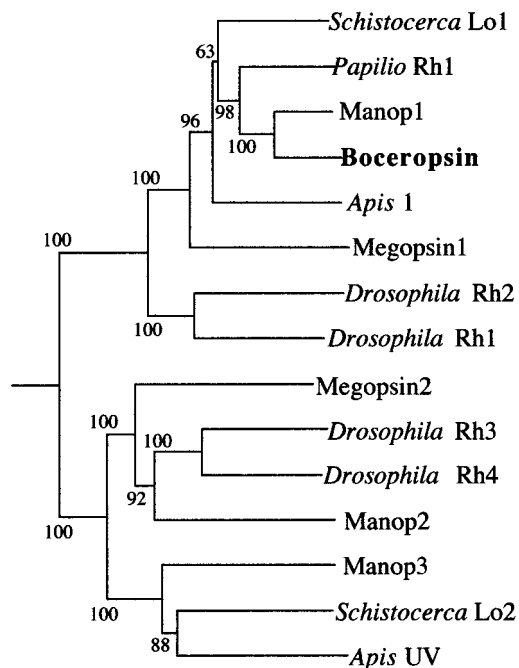 Schistocerca Lo1
63
Papilio Rh1
98
Manop1
96
100
Boceropsin
100
Apis 1
100
Megopsin1
Drosophila Rh2
100
Drosophila Rh1
Megopsin2
100
100
Drosophila Rh3
92
Drosophila Rh4
100
Manop2
Manop3
100
Schistocerca Lo2
88
Apis UV